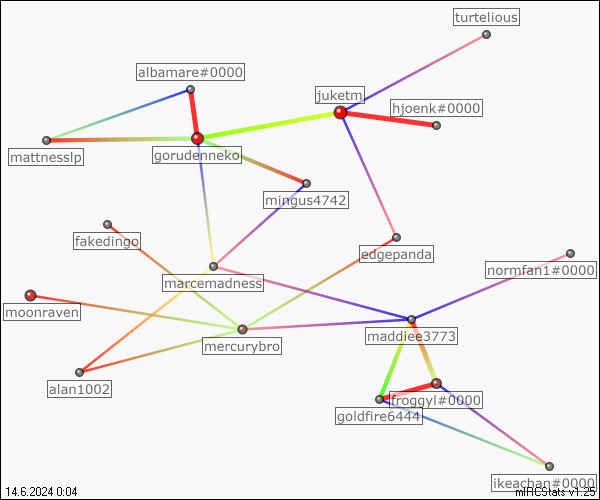 turtelious
albamare#0000
juketm
hjoenk#0000
mattnesslp
gorudenneko
mingus4742
fakedingo
edgepanda
normfan1#0000
marcemadness
moonraven
maddiee3773
mercurybro
alan1002
froggyl#0000
goldfire6444
ikeachan#0000
14.6.2024 0:04
mIRCStats v1.25